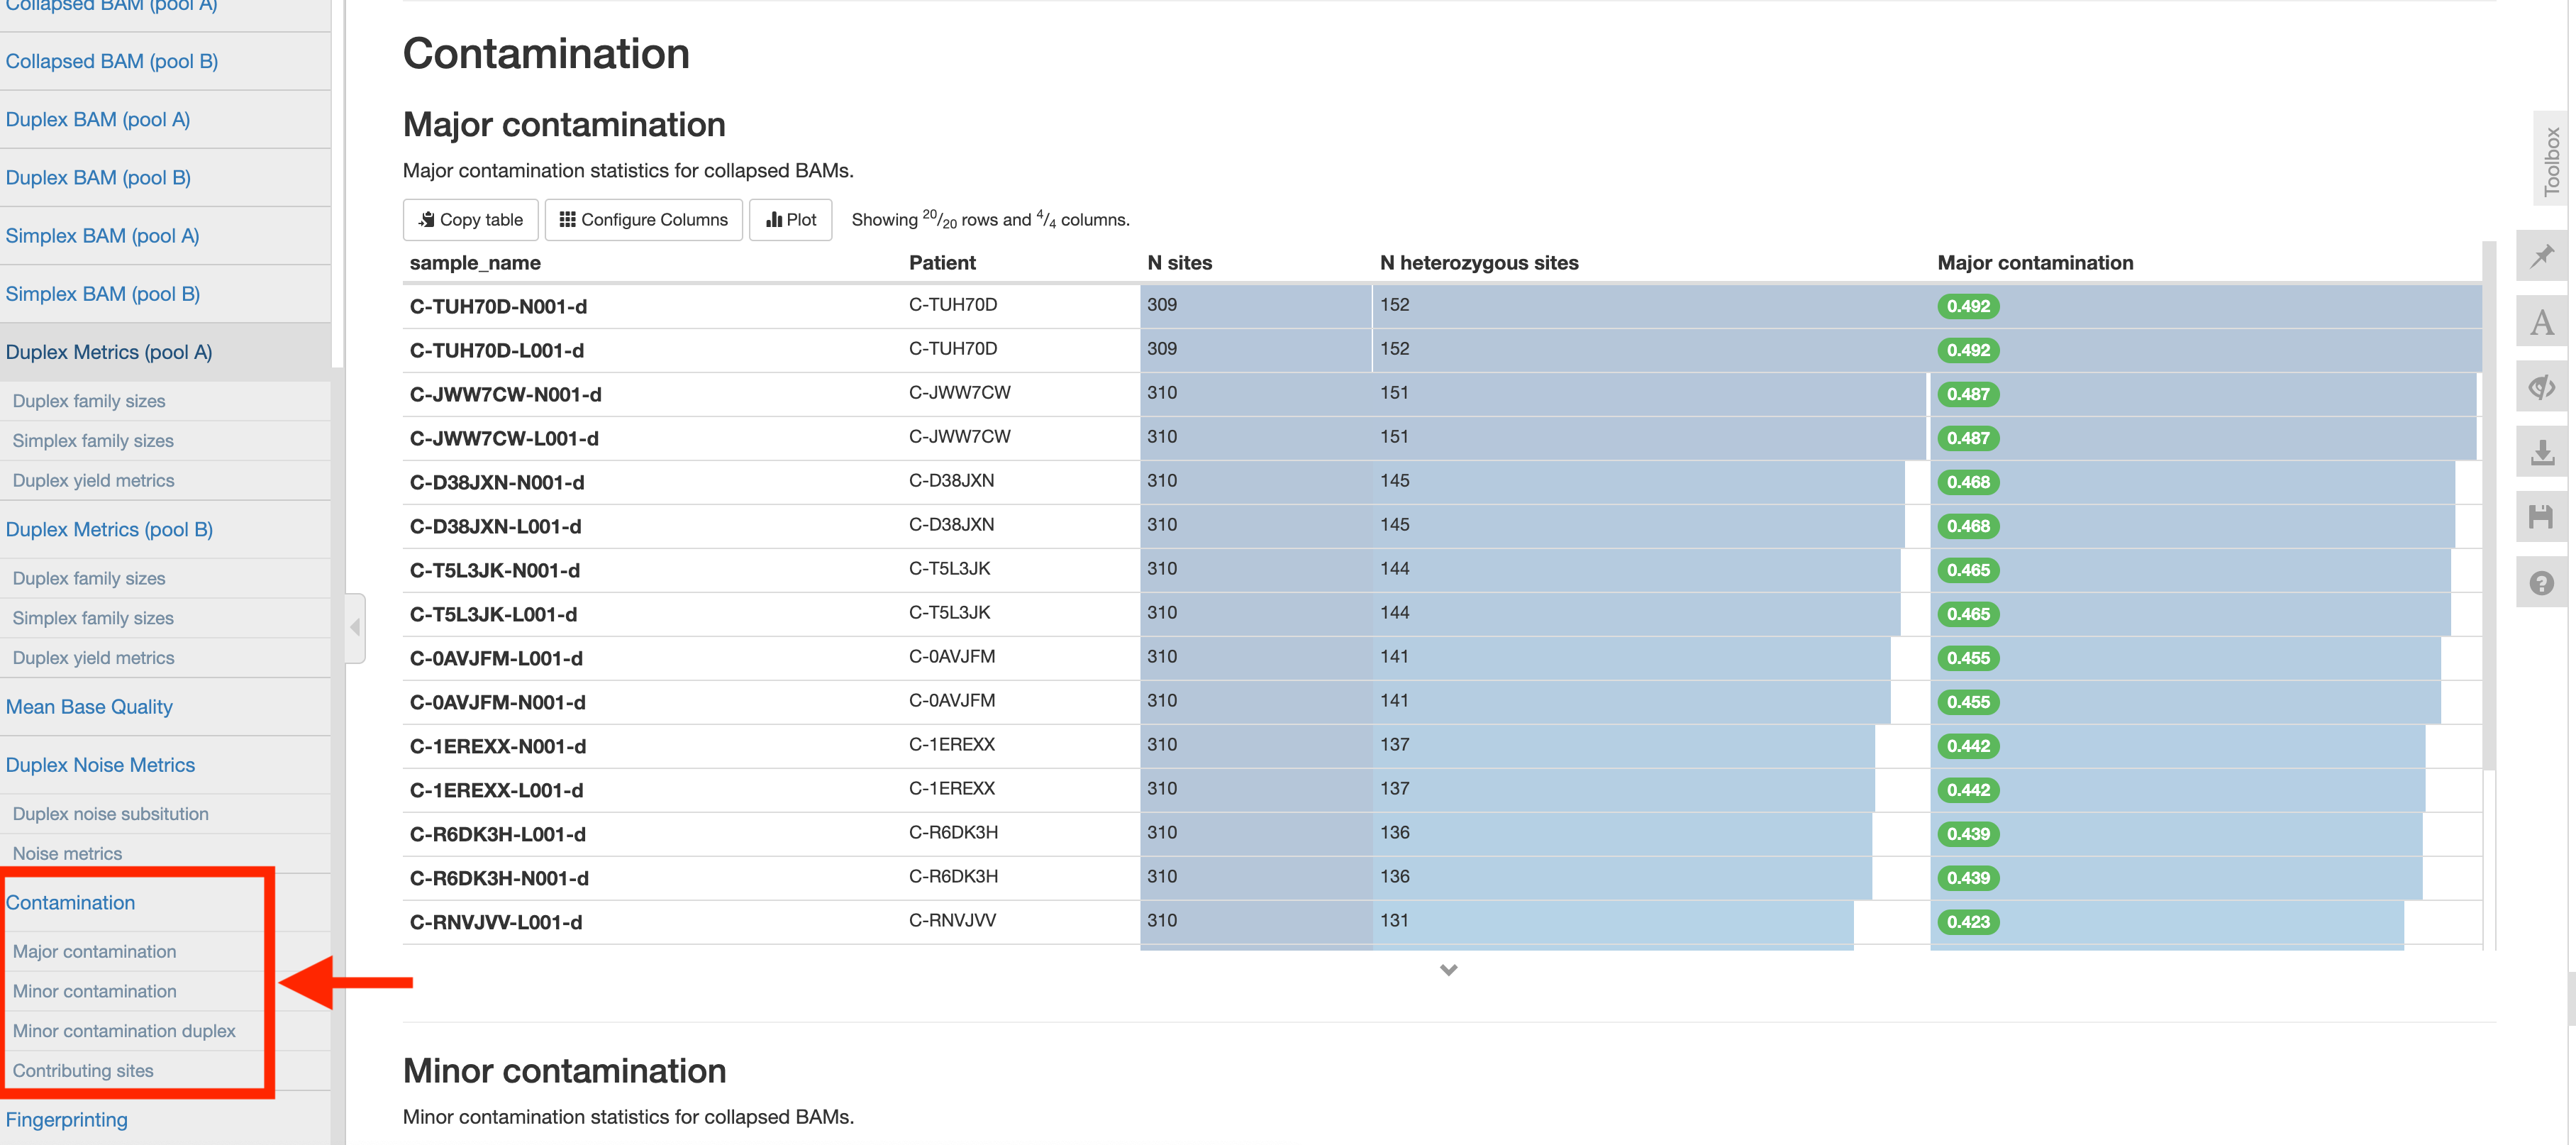 Collapsed BAM (pool A)
Collapsed BAM (pool B)
Duplex BAM (pool A)
Duplex BAM (pool B)
Simplex BAM (pool A)
Simplex BAM (pool B)
Duplex Metrics (pool A)
Duplex family sizes
Simplex family sizes
Duplex yield metrics
Duplex Metrics (pool B)
Duplex family sizes
Simplex family sizes
Duplex yield metrics
Mean Base Quality
Duplex Noise Metrics
Duplex noise subsitution
Noise metrics
Contamination
Major contamination
Minor contamination
Minor contamination duplex
Contributing sites
Fingerprinting
Contamination
Major contamination
Major contamination statistics for collapsed BAMs.
Copy table Configure Columns Plot Showing 20/20 rows and 4/4 columns.
sample_name Patient N sites N heterozygous sites Major contamination
C-TUH70D-N001-d C-TUH70D 309 152 0.492
C-TUH70D-L001-d C-TUH70D 309 152 0.492
C-JWW7CW-N001-d C-JWW7CW 310 151 0.487
C-JWW7CW-L001-d C-JWW7CW 310 151 0.487
C-D38JXN-N001-d C-D38JXN 310 145 0.468
C-D38JXN-L001-d C-D38JXN 310 145 0.468
C-T5L3JK-N001-d C-T5L3JK 310 144 0.465
C-T5L3JK-L001-d C-T5L3JK 310 144 0.465
C-0AVJFM-L001-d C-0AVJFM 310 141 0.455
C-0AVJFM-N001-d C-0AVJFM 310 141 0.455
C-1EREXX-N001-d C-1EREXX 310 137 0.442
C-1EREXX-L001-d C-1EREXX 310 137 0.442
C-R6DK3H-L001-d C-R6DK3H 310 136 0.439
C-R6DK3H-N001-d C-R6DK3H 310 136 0.439
C-RNVJVV-L001-d C-RNVJVV 310 131 0.423
Minor contamination
Minor contamination statistics for collapsed BAMs.
Toolbox
A